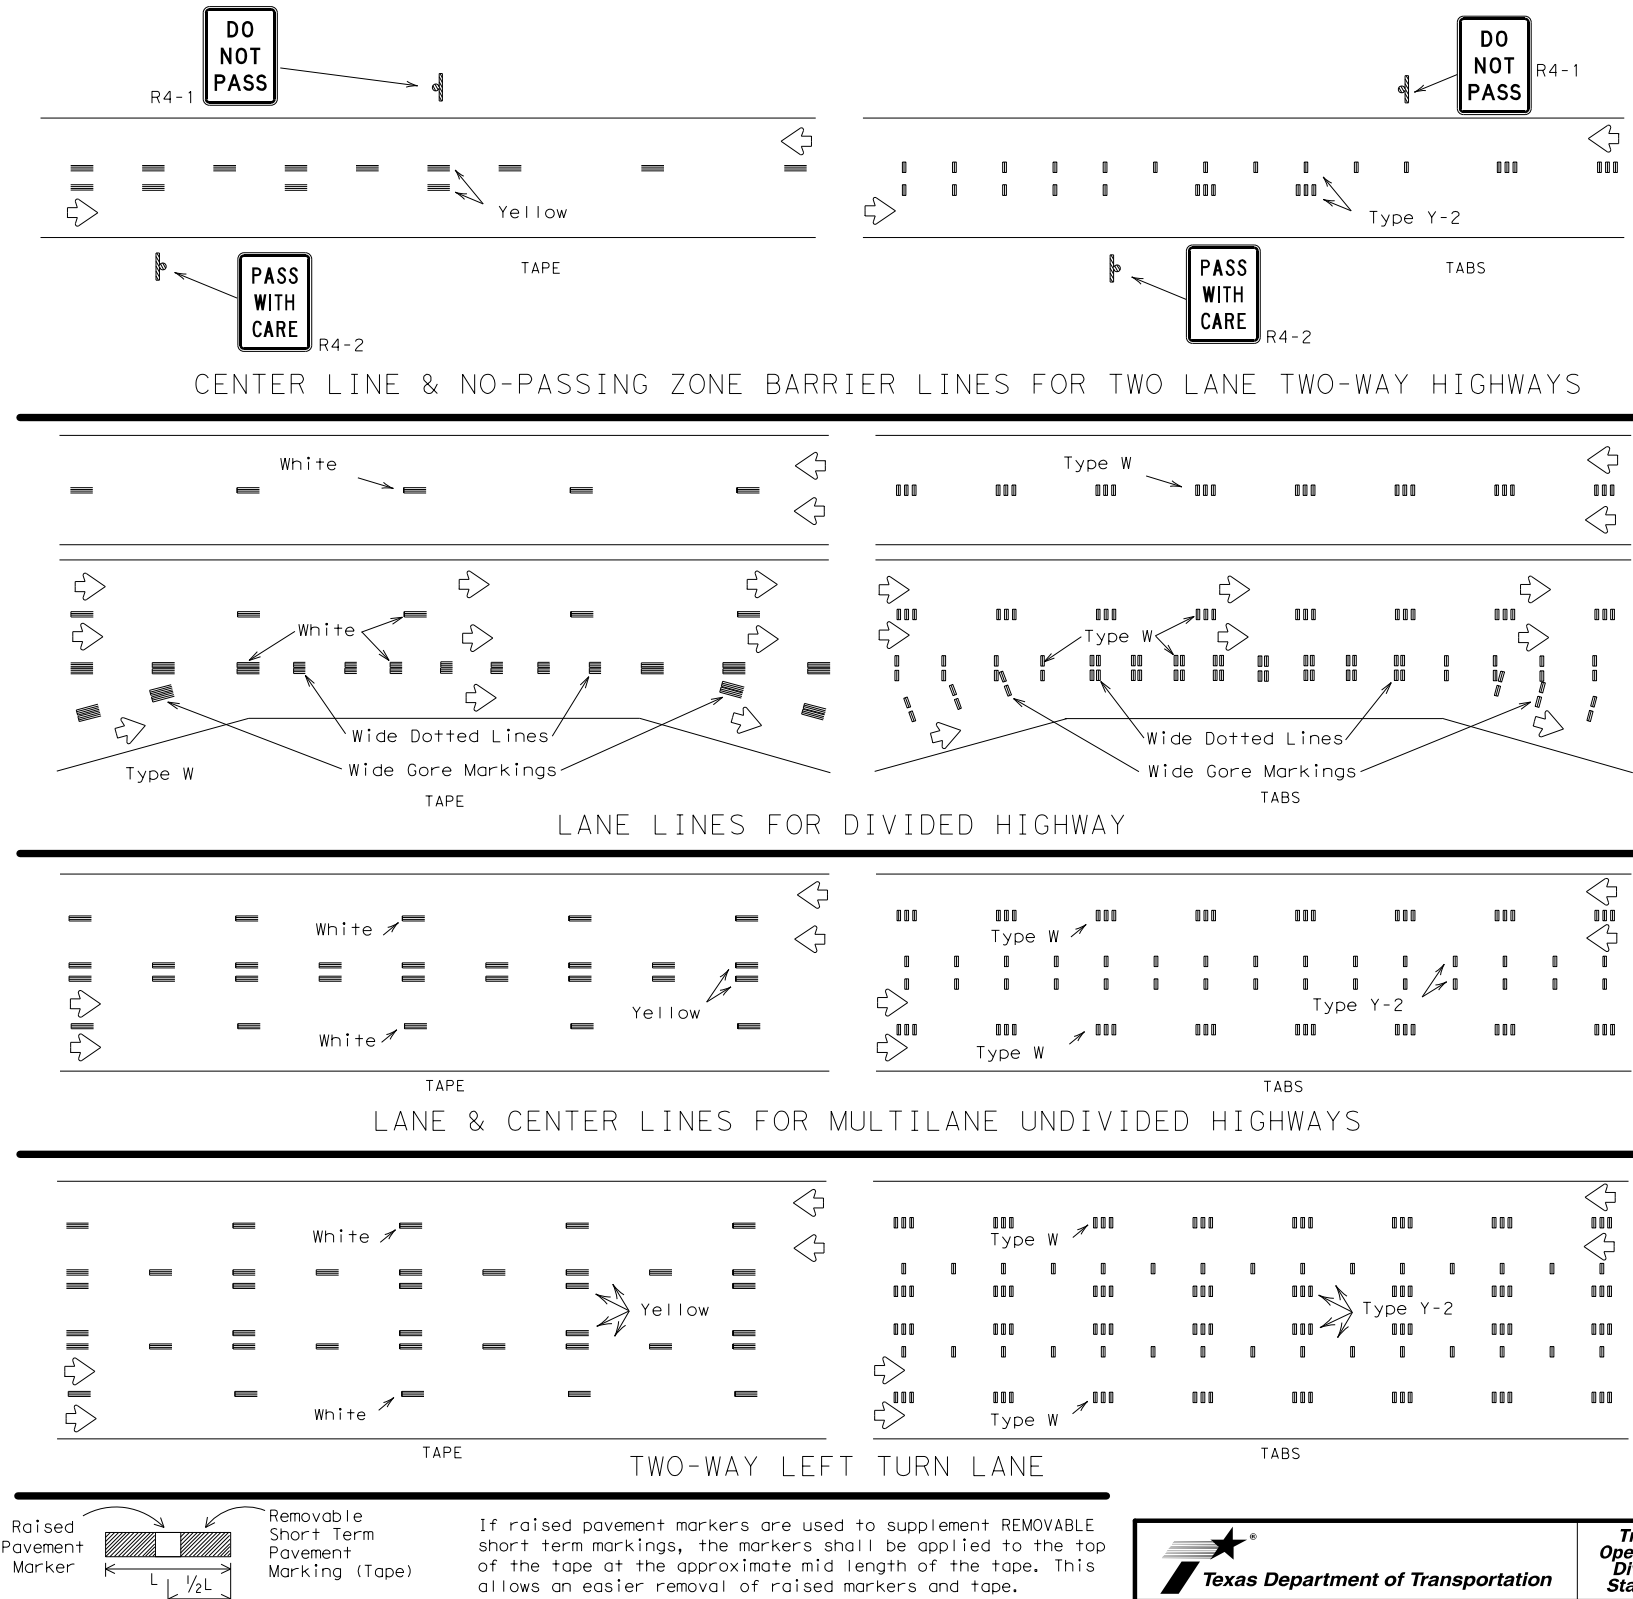 DO
NOT
PASS
R4-1
DO
NOT
PASS
R4-1
Yellow
Type Y-2
TAPE
TABS
PASS
WITH
CARE
R4-2
PASS
WITH
CARE
R4-2
CENTER LINE & NO-PASSING ZONE BARRIER LINES FOR TWO LANE TWO-WAY HIGHWAYS
White
Type W
White
Type W
Wide Dotted Lines
Wide Dotted Lines
Type W
Wide Gore Markings
Wide Gore Markings
TAPE
TABS
LANE LINES FOR DIVIDED HIGHWAY
White
Type W
Yellow
Type Y-2
White
Type W
TAPE
TABS
LANE & CENTER LINES FOR MULTILANE UNDIVIDED HIGHWAYS
White
Type W
Yellow
Type Y-2
White
Type W
TAPE
TABS
TWO-WAY LEFT TURN LANE
Raised
Pavement
Marker
Removable
Short Term
Pavement
Marking (Tape)
L
1/2L
If raised pavement markers are used to supplement REMOVABLE
short term markings, the markers shall be applied to the top
of the tape at the approximate mid length of the tape. This
allows an easier removal of raised markers and tape.
®
Texas Department of Transportation